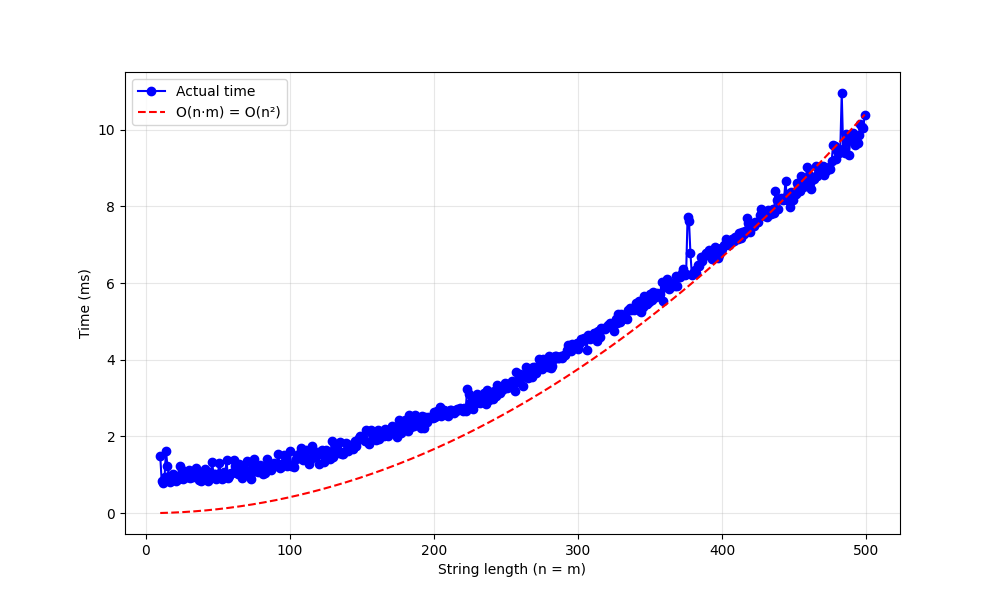 Actual time
O(n·m) = O(n²)
10
8
6
4
2
0
Time (ms)
0 100 200 300 400 500
String length (n = m)